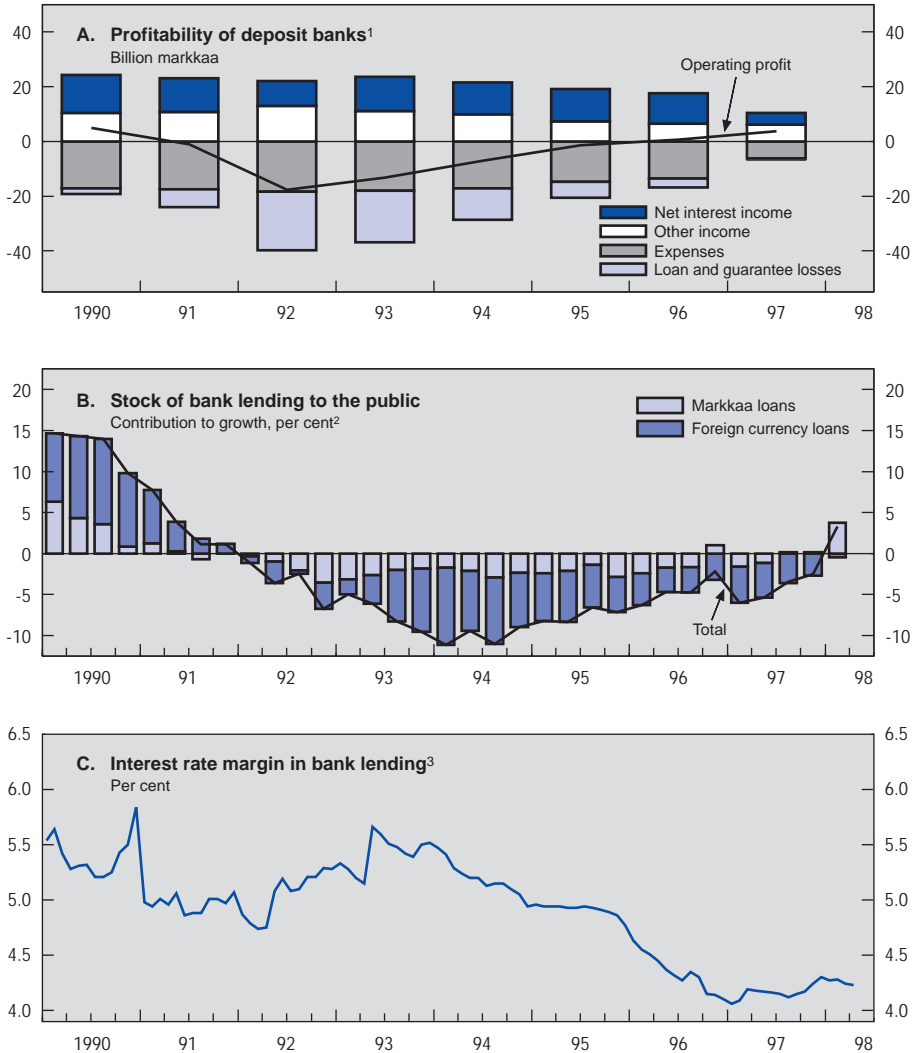 A. Profitability of deposit banks1
Billion markkaa
40 40
20 20
0 0
-20 -20
-40 -40
Operating profit
Net interest income
Other income
Expenses
Loan and guarantee losses
1990 91 92 93 94 95 96 97 98
B. Stock of bank lending to the public
Contribution to growth, per cent2
20 20
15 15
10 10
5 5
0 0
-5 -5
-10 -10
Markkaa loans
Foreign currency loans
Total
1990 91 92 93 94 95 96 97 98
6.5 6.5
C. Interest rate margin in bank lending3
Per cent
6.0 6.0
5.5 5.5
5.0 5.0
4.5 4.5
4.0 4.0
1990 91 92 93 94 95 96 97 98